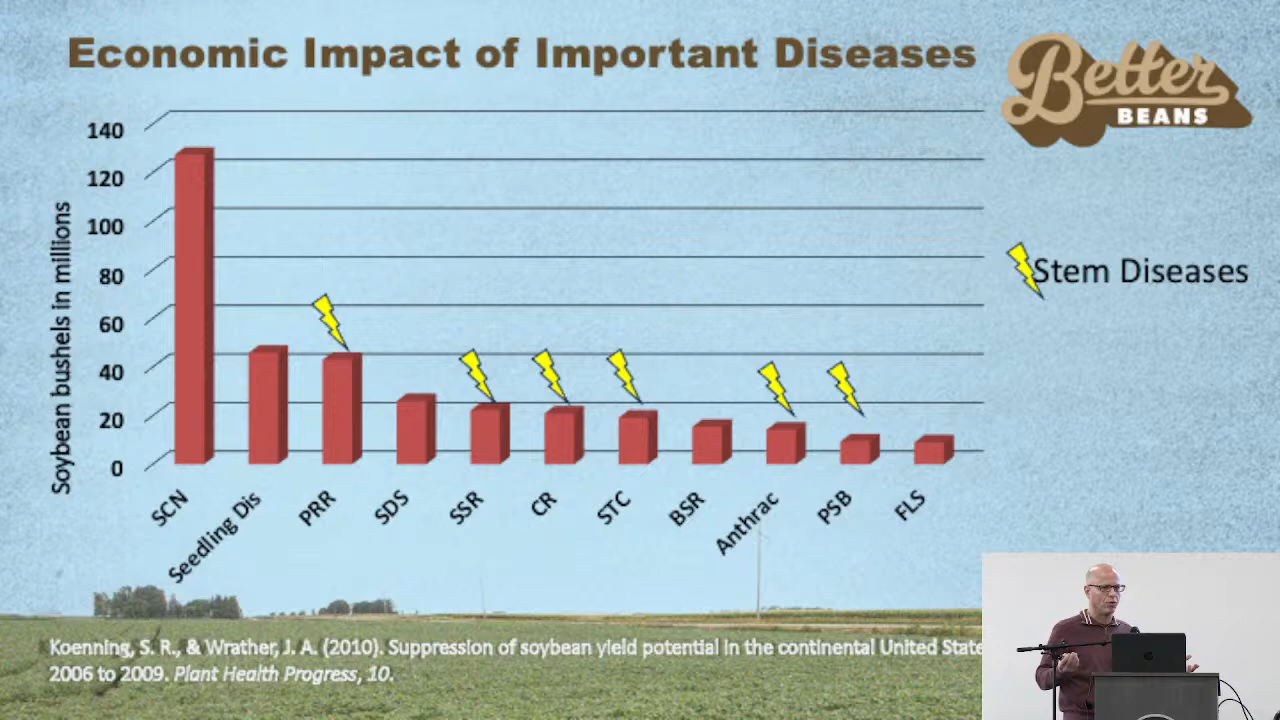 Economic Impact of Important Diseases
Better
BEANS
Soybean bushels in millions
140
120
100
80
60
40
20
0
SCN
Seedling Dis
PRR
SDS
SSR
CR
STC
BSR
Anthrac
PSB
FLS
Stem Diseases
Koenning, S. R., & Wrather, J. A. (2010). Suppression of soybean yield potential in the continental United State
2006 to 2009. Plant Health Progress, 10.